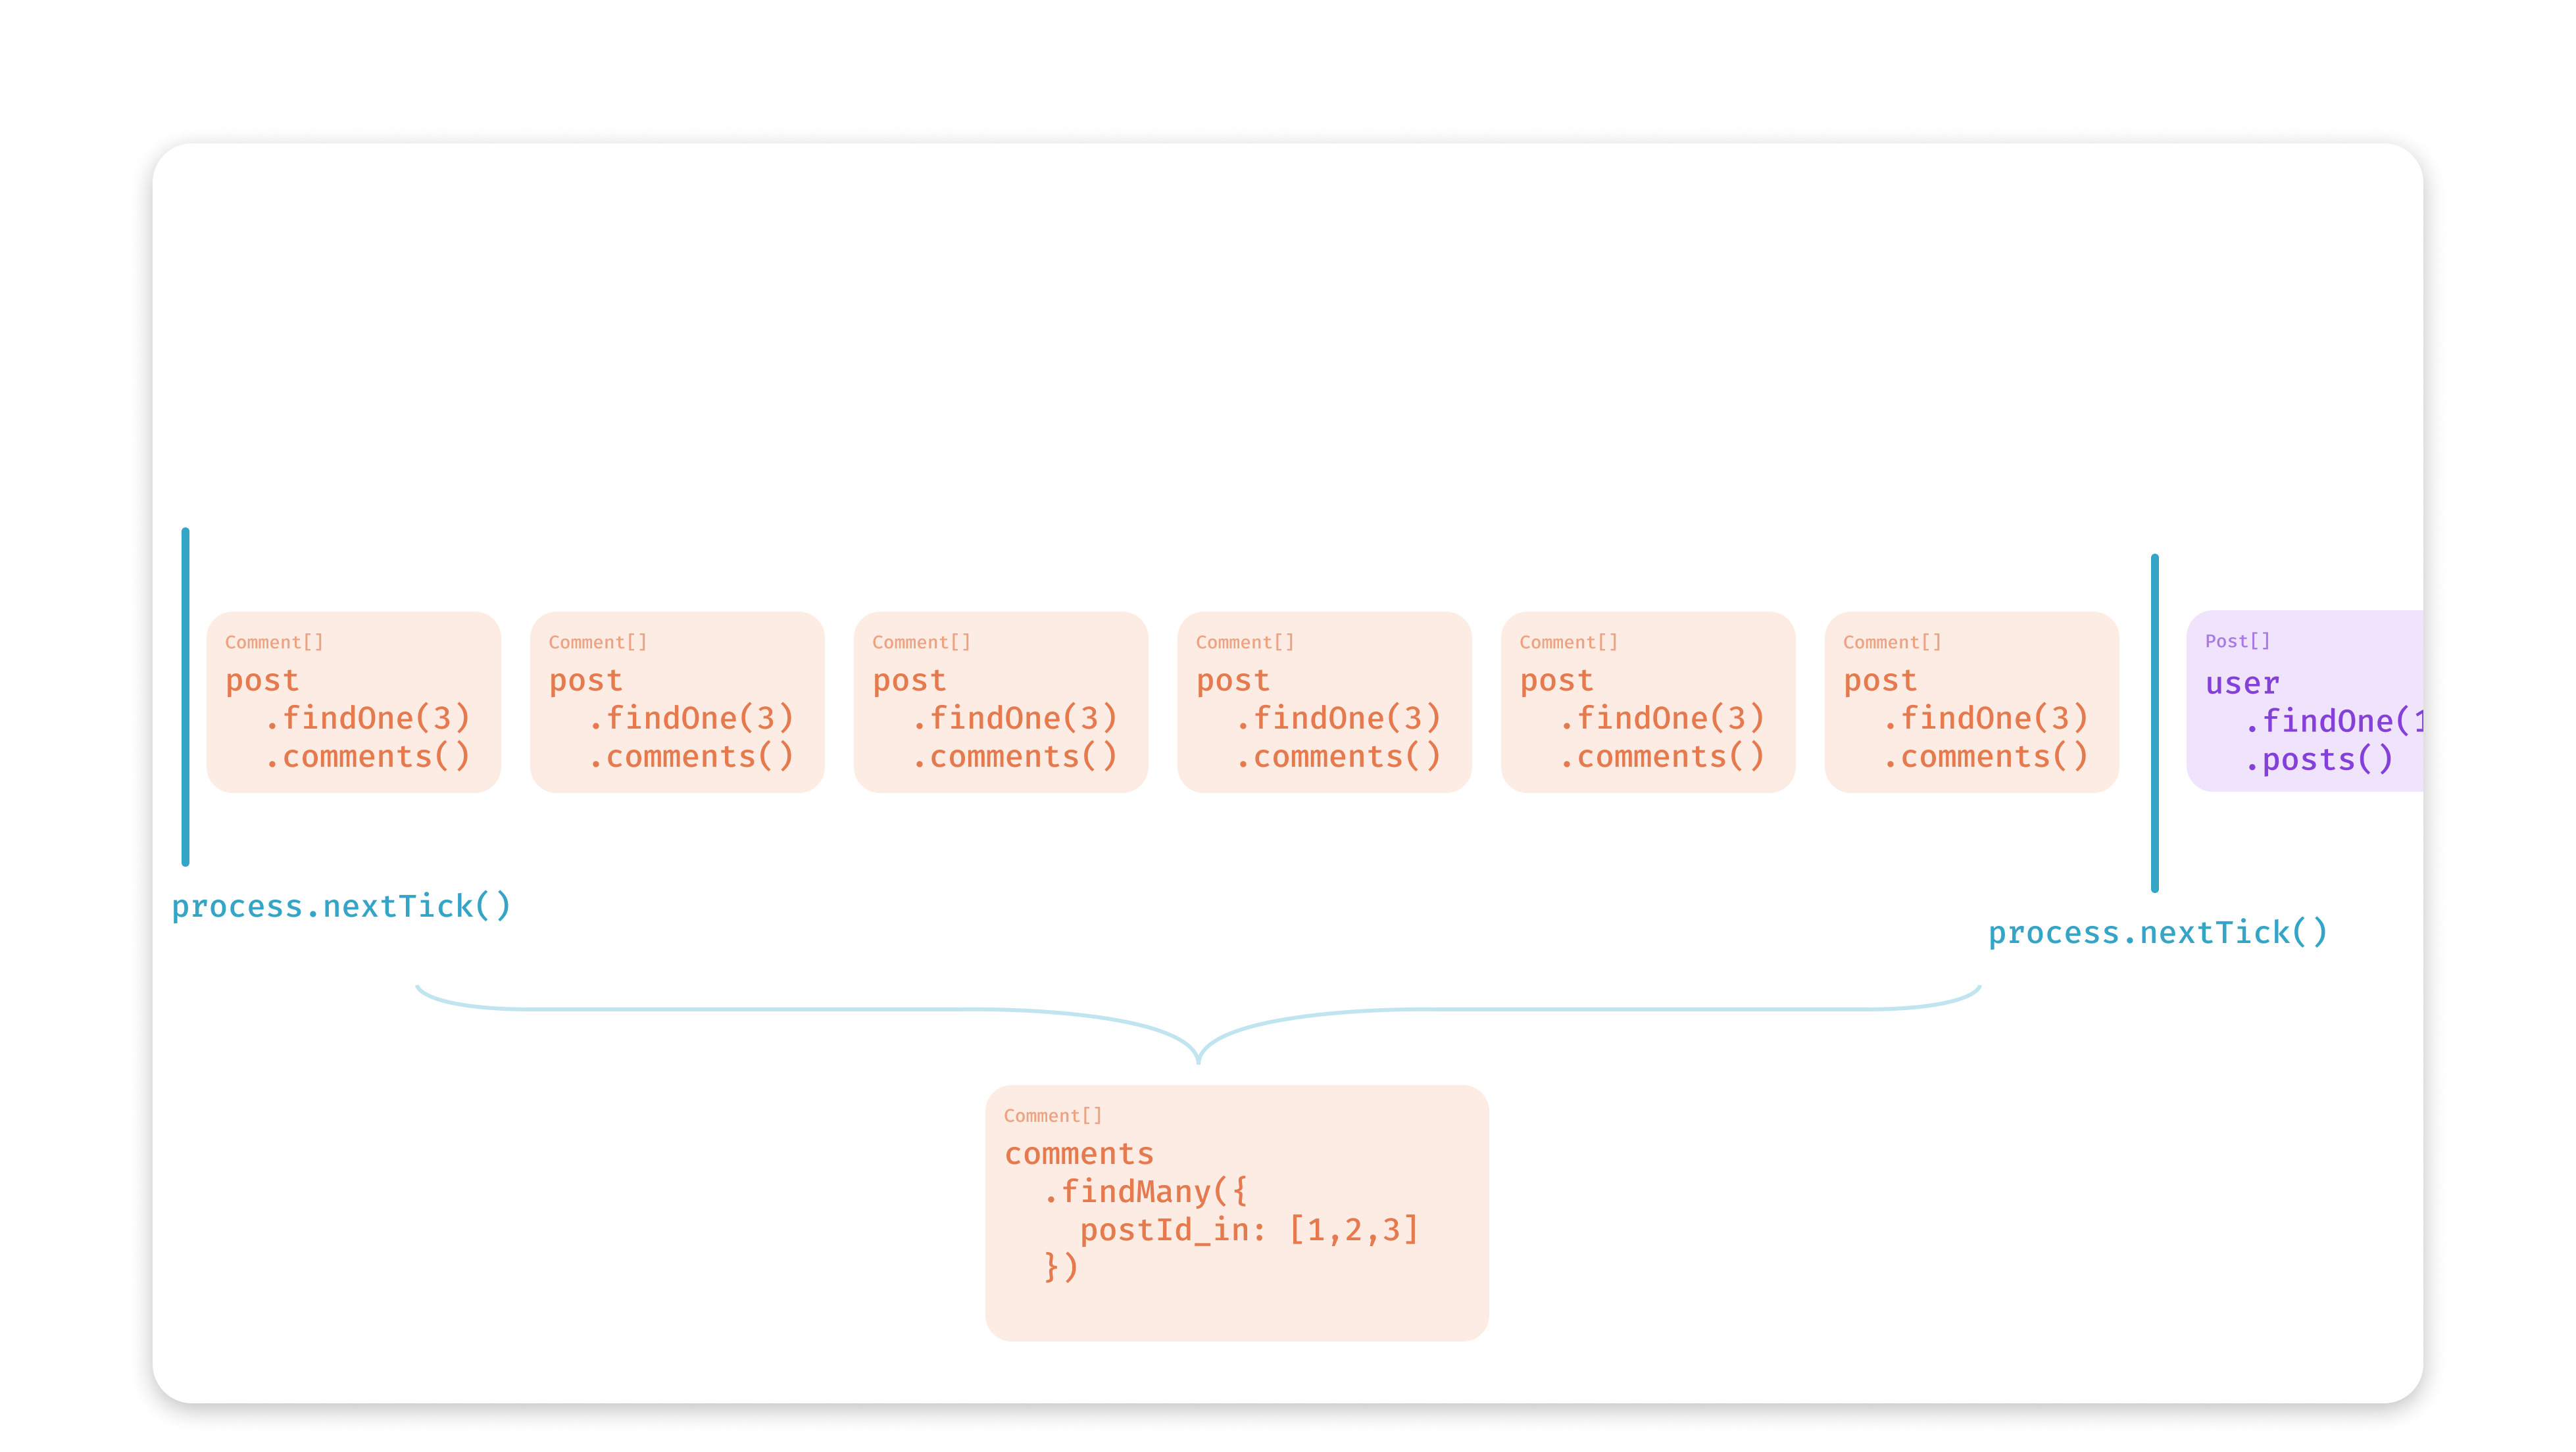 Comment[]
post
.findOne(3)
.comments()
Comment[]
post
.findOne(3)
.comments()
Comment[]
post
.findOne(3)
.comments()
Comment[]
post
.findOne(3)
.comments()
Comment[]
post
.findOne(3)
.comments()
Comment[]
post
.findOne(3)
.comments()
Post[]
user
.findOne(1
.posts()
process.nextTick()
process.nextTick()
Comment[]
comments
.findMany({
postId_in: [1,2,3]
})